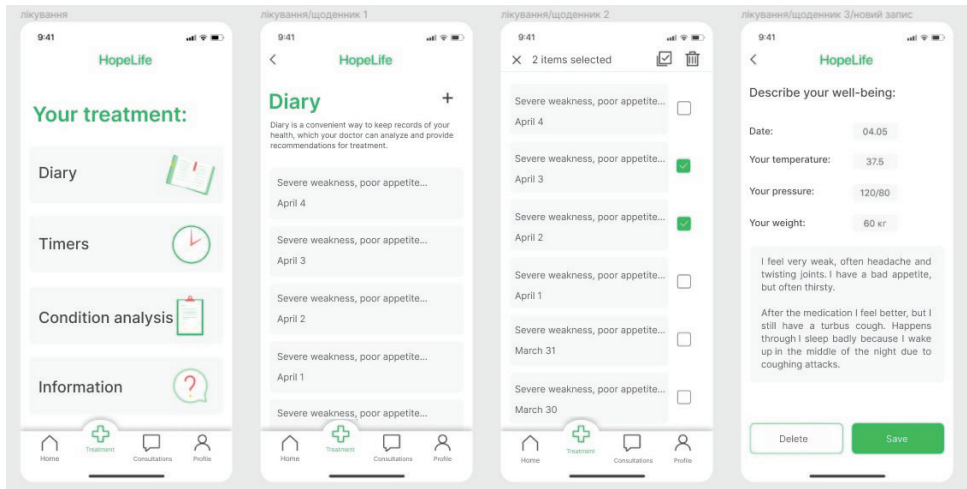 лікування
9:41
HopeLife
Your treatment:
Diary
Timers
Condition analysis
Information
Home
Treatment
Consultations
Profile
лікування/щоденник 1
9:41
HopeLife
Diary
+
Diary is a convenient way to keep records of your
health, which your doctor can analyze and provide
recommendations for treatment.
Severe weakness, poor appetite...
April 4
Severe weakness, poor appetite...
April 3
Severe weakness, poor appetite...
April 2
Severe weakness, poor appetite...
April 1
Severe weakness, poor appetite...
Home
Treatment
Consultations
Profile
лікування/щоденник 2
9:41
2 items selected
Severe weakness, poor appetite...
April 4
Severe weakness, poor appetite...
April 3
Severe weakness, poor appetite...
April 2
Severe weakness, poor appetite...
April 1
Severe weakness, poor appetite...
March 31
Severe weakness, poor appetite...
March 30
Home
Treatment
Consultations
Profile
лікування/щоденник 3/новий запис
9:41
HopeLife
Describe your well-being:
Date: 04.05
Your temperature: 37.5
Your pressure: 120/80
Your weight: 60 кг
I feel very weak, often headache and
twisting joints. I have a bad appetite,
but often thirsty.
After the medication I feel better, but I
still have a turbus cough. Happens
through I sleep badly because I wake
up in the middle of the night due to
coughing attacks.
Delete
Save